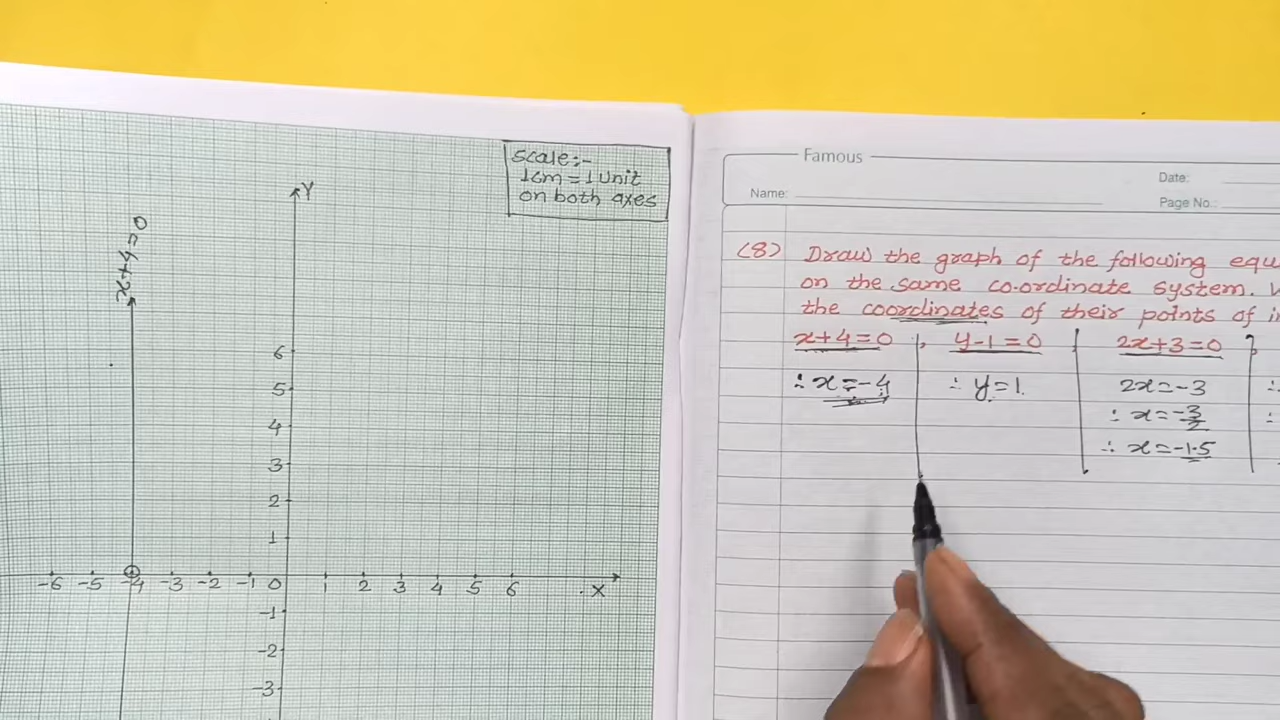 Scale:-
1cm = 1 unit
on both axes
Y
x+4=0
6
5
4
3
2
1
-6 -5 -4 -3 -2 -1 0 1 2 3 4 5 6 X
-1
-2
-3
Famous
Date:
Name:
Page No.:
(8) Draw the graph of the following equ
on the same co-ordinate system.
the coordinates of their points of in
x+4=0 , y-1=0 , 2x+3=0 ,
∴ x=-4 ∴ y=1 2x=-3 ∴
∴ x=-3/2 ∴
∴ x=-1.5